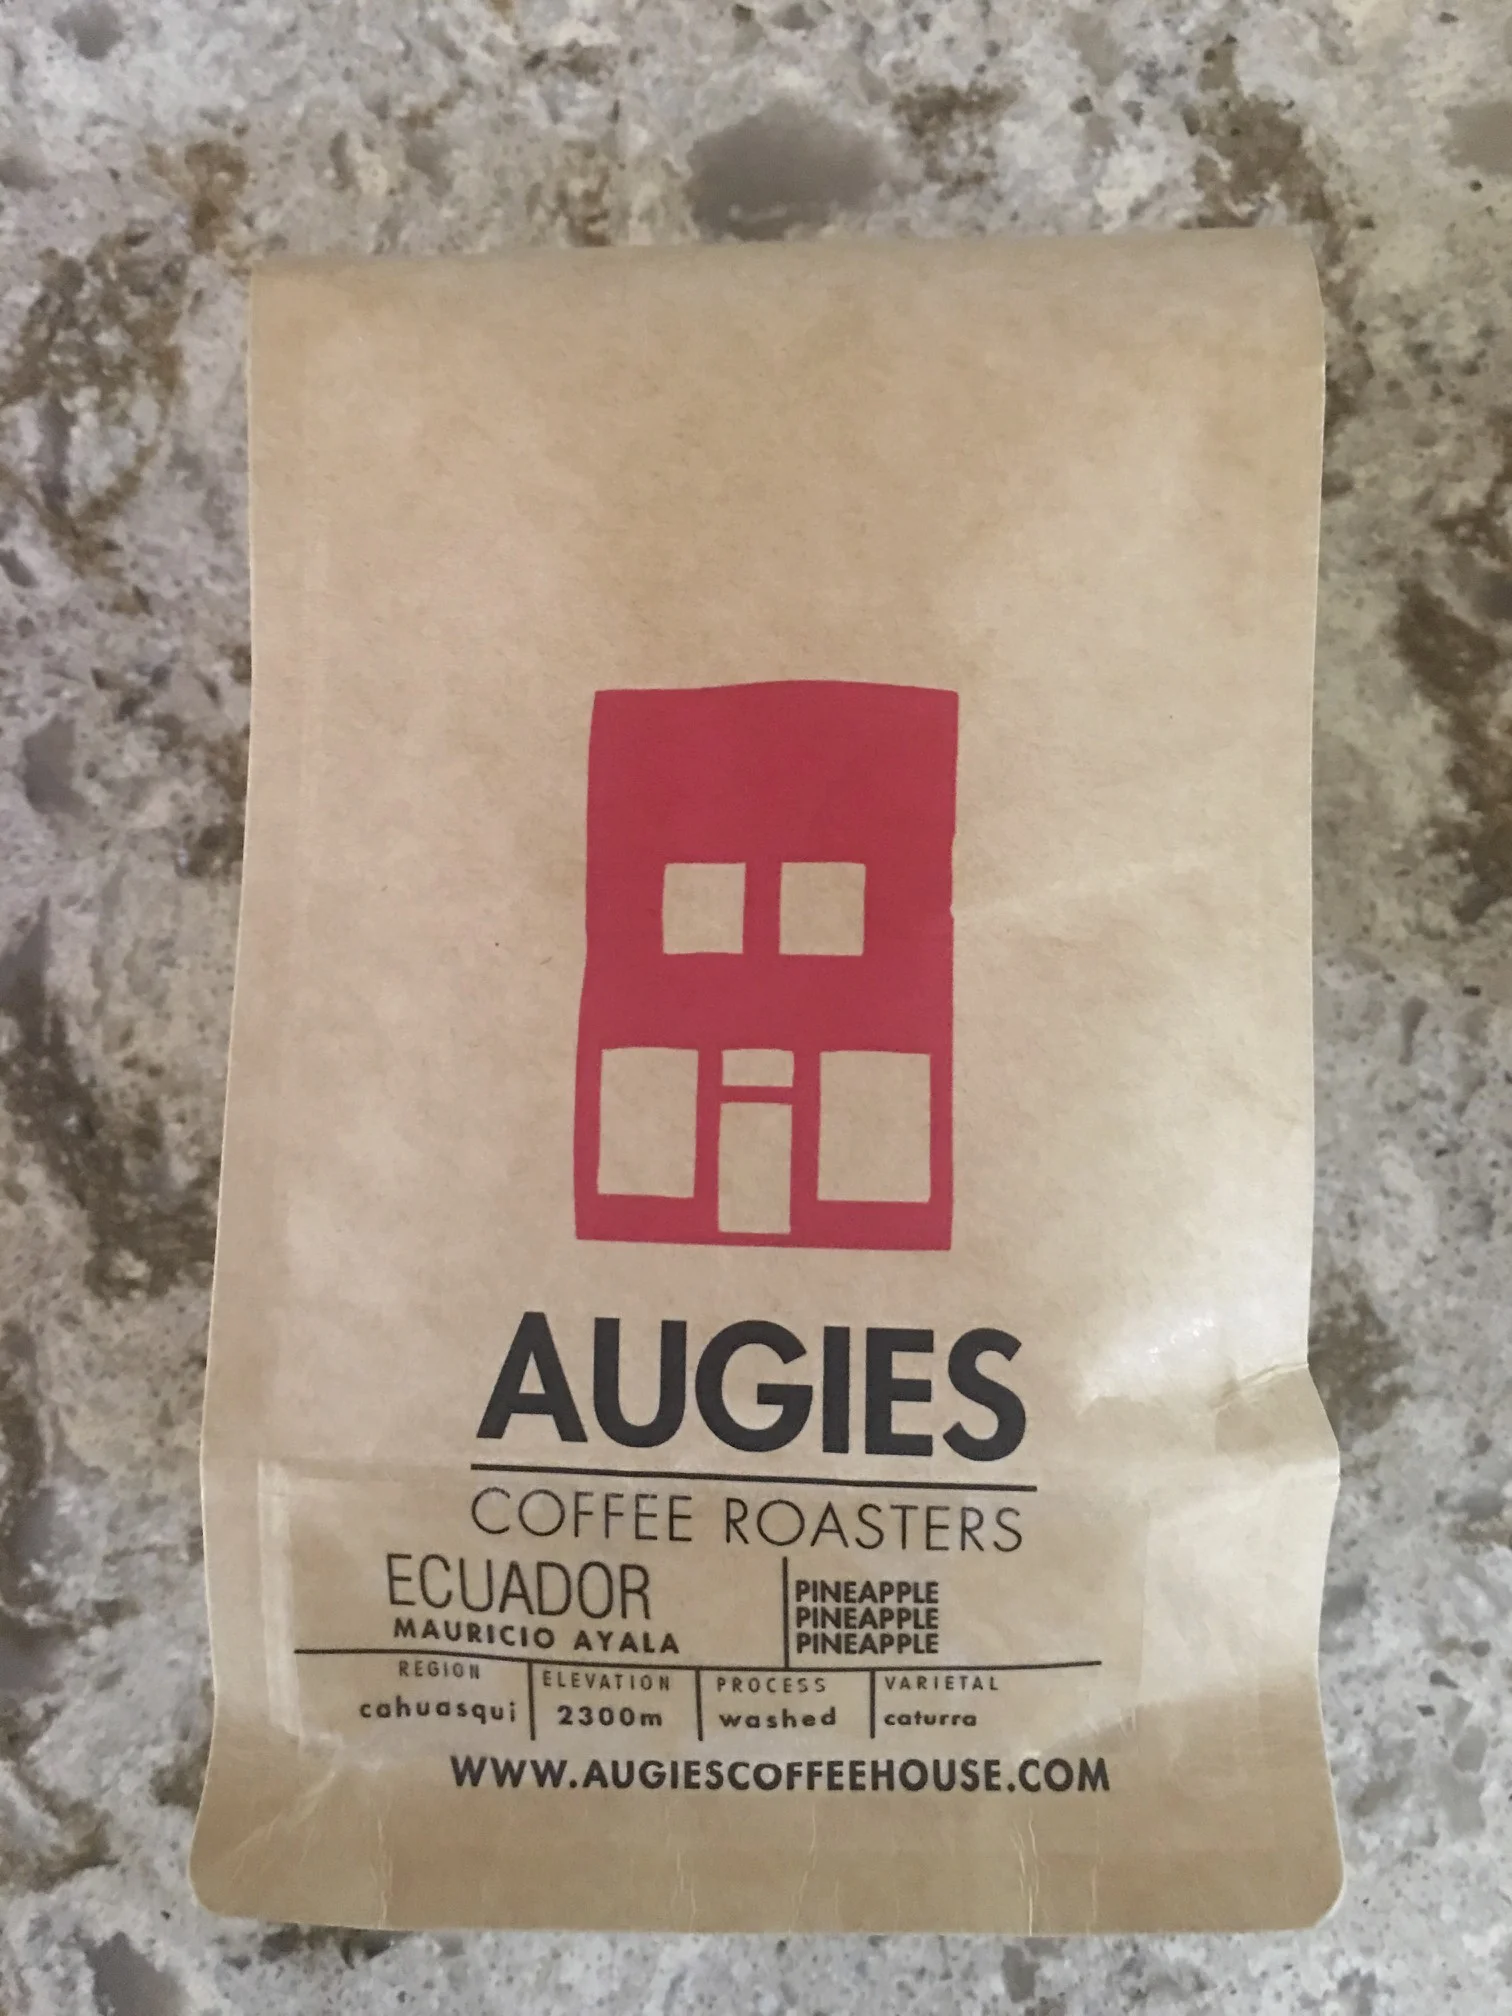 AUGIES
COFFEE ROASTERS
ECUADOR
MAURICIO AYALA
PINEAPPLE
PINEAPPLE
PINEAPPLE
REGION
cahuasqui
ELEVATION
2300m
PROCESS
washed
VARIETAL
caturra
WWW.AUGIESCOFFEEHOUSE.COM